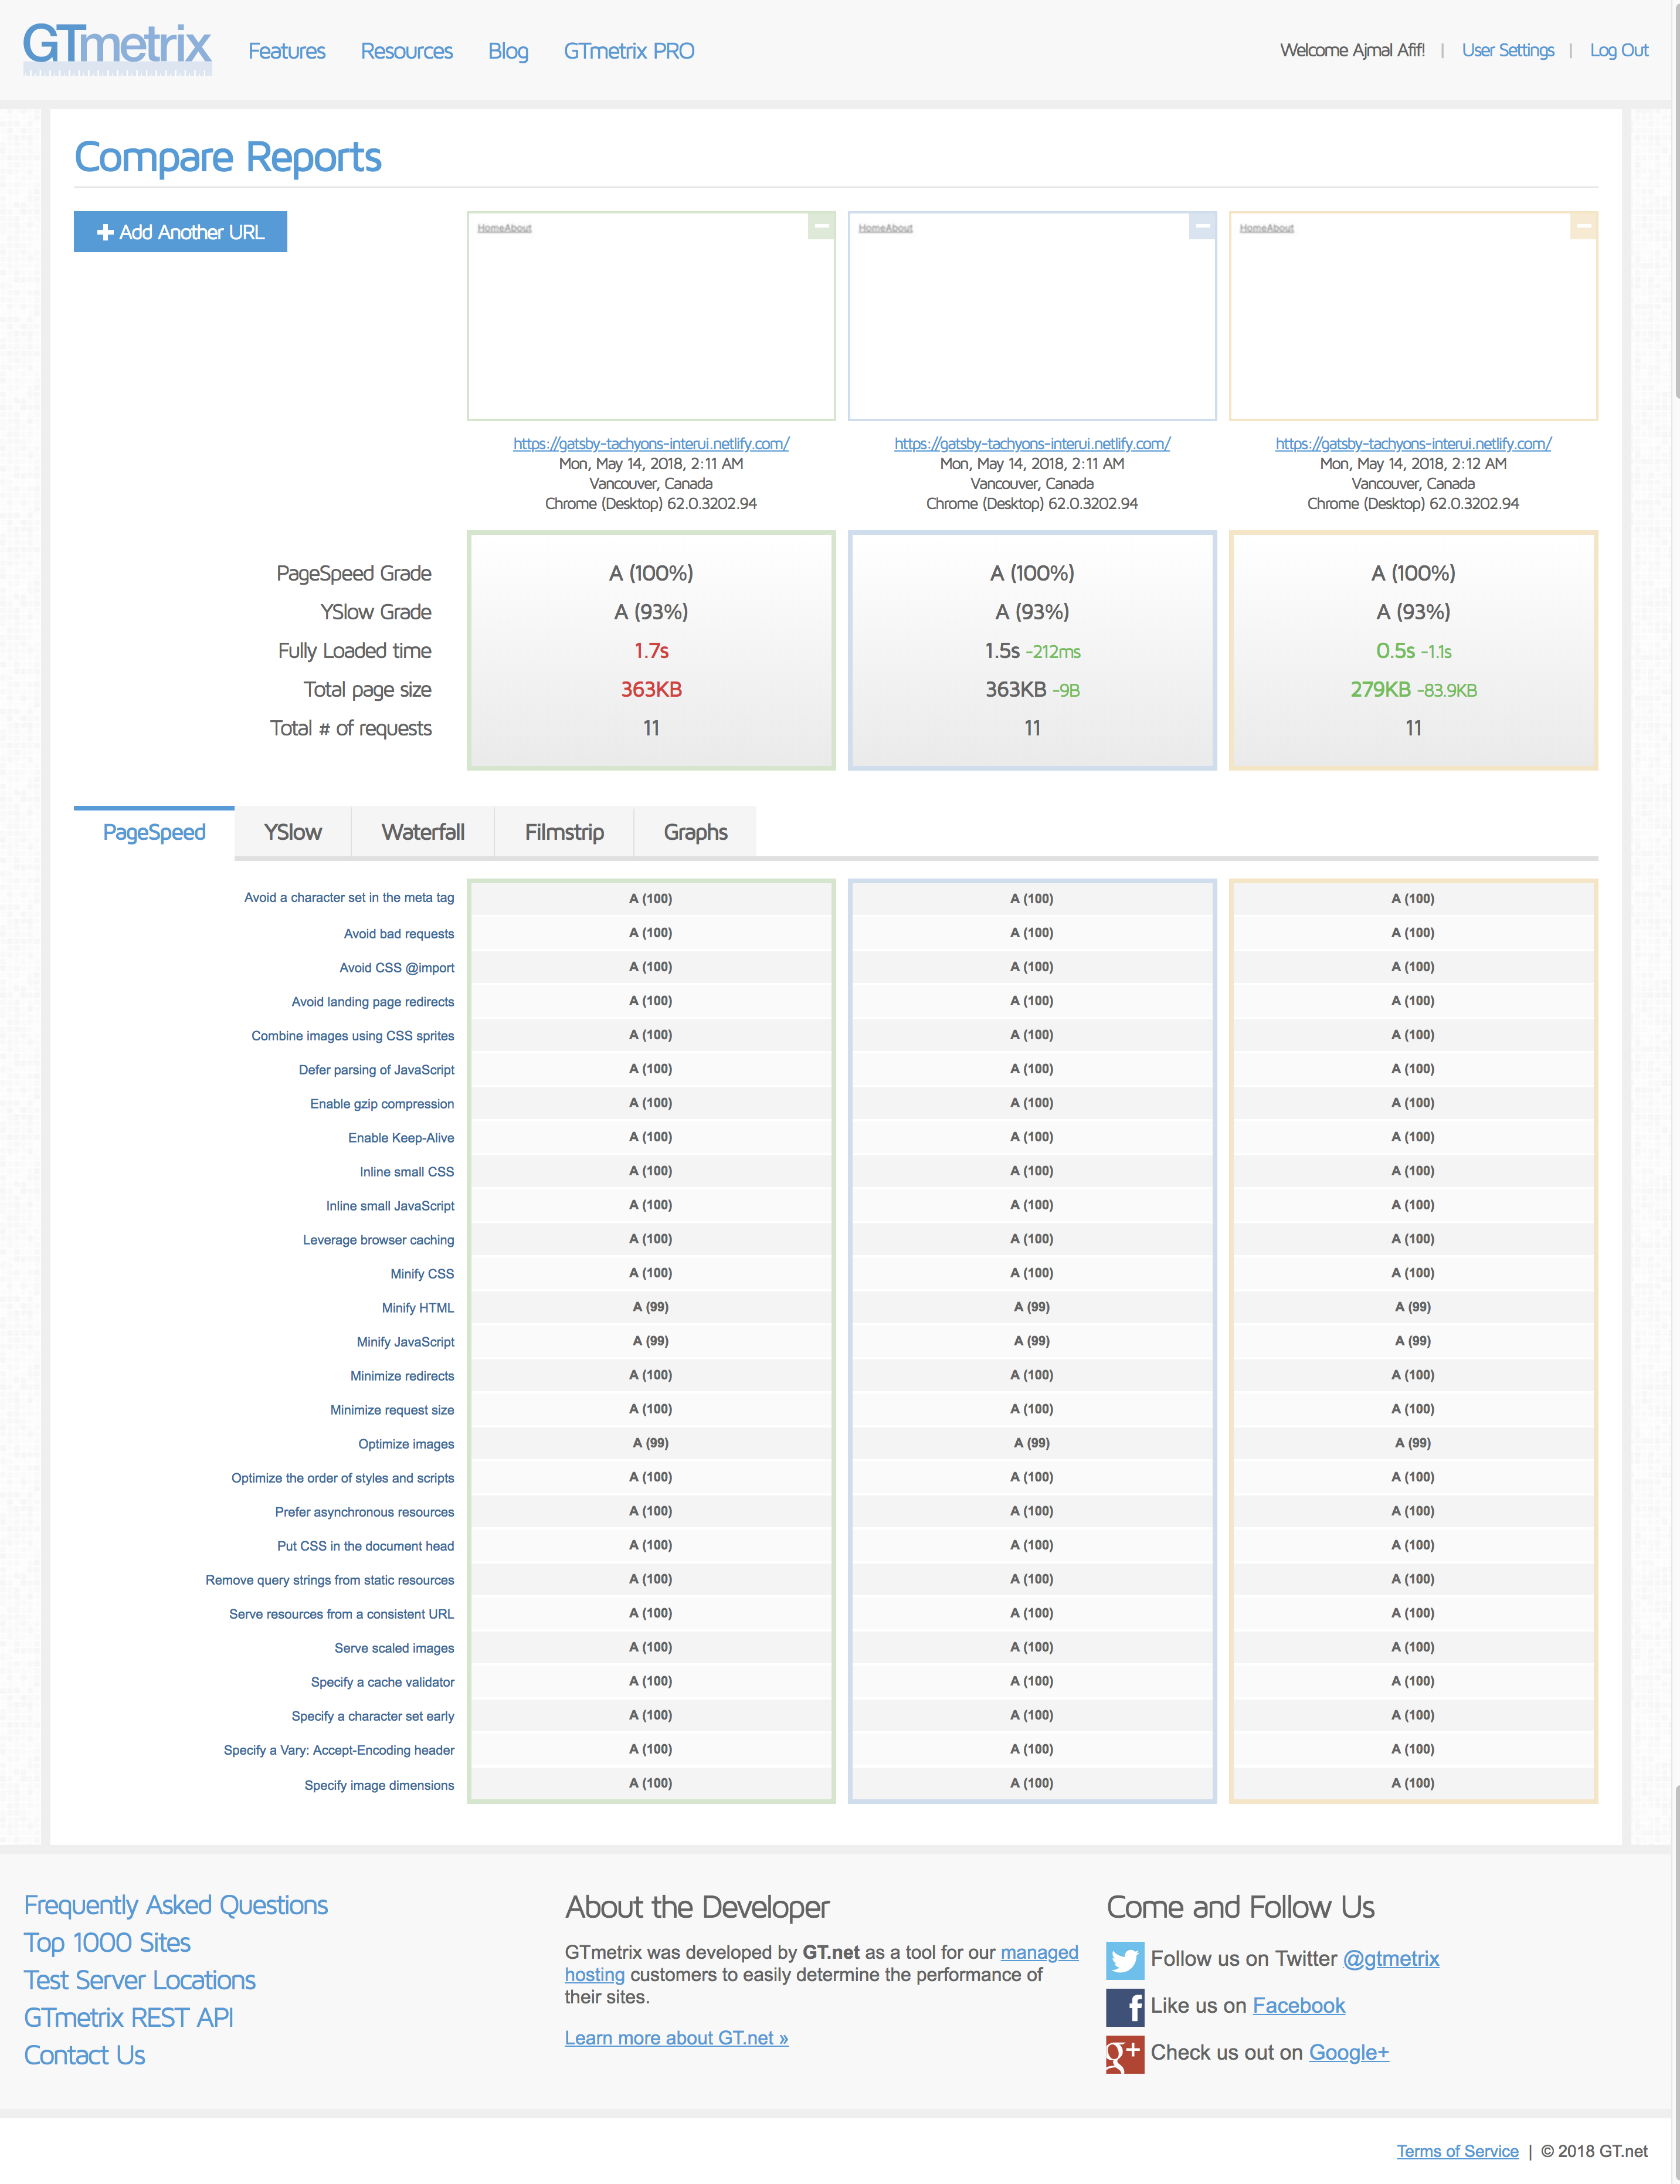 GTmetrix
Features Resources Blog GTmetrix PRO
Welcome Ajmal Afif! | User Settings | Log Out
Compare Reports
Add Another URL
HomeAbout HomeAbout HomeAbout
https://gatsby-tachyons-interui.netlify.com/ https://gatsby-tachyons-interui.netlify.com/ https://gatsby-tachyons-interui.netlify.com/
Mon, May 14, 2018, 2:11 AM Mon, May 14, 2018, 2:11 AM Mon, May 14, 2018, 2:12 AM
Vancouver, Canada Vancouver, Canada Vancouver, Canada
Chrome (Desktop) 62.0.3202.94 Chrome (Desktop) 62.0.3202.94 Chrome (Desktop) 62.0.3202.94
PageSpeed Grade A (100%) A (100%) A (100%)
YSlow Grade A (93%) A (93%) A (93%)
Fully Loaded time 1.7s 1.5s -212ms 0.5s -1.1s
Total page size 363KB 363KB -9B 279KB -83.9KB
Total # of requests 11 11 11
PageSpeed YSlow Waterfall Filmstrip Graphs
Avoid a character set in the meta tag A (100) A (100) A (100)
Avoid bad requests A (100) A (100) A (100)
Avoid CSS @import A (100) A (100) A (100)
Avoid landing page redirects A (100) A (100) A (100)
Combine images using CSS sprites A (100) A (100) A (100)
Defer parsing of JavaScript A (100) A (100) A (100)
Enable gzip compression A (100) A (100) A (100)
Enable Keep-Alive A (100) A (100) A (100)
Inline small CSS A (100) A (100) A (100)
Inline small JavaScript A (100) A (100) A (100)
Leverage browser caching A (100) A (100) A (100)
Minify CSS A (100) A (100) A (100)
Minify HTML A (99) A (99) A (99)
Minify JavaScript A (99) A (99) A (99)
Minimize redirects A (100) A (100) A (100)
Minimize request size A (100) A (100) A (100)
Optimize images A (99) A (99) A (99)
Optimize the order of styles and scripts A (100) A (100) A (100)
Prefer asynchronous resources A (100) A (100) A (100)
Put CSS in the document head A (100) A (100) A (100)
Remove query strings from static resources A (100) A (100) A (100)
Serve resources from a consistent URL A (100) A (100) A (100)
Serve scaled images A (100) A (100) A (100)
Specify a cache validator A (100) A (100) A (100)
Specify a character set early A (100) A (100) A (100)
Specify a Vary: Accept-Encoding header A (100) A (100) A (100)
Specify image dimensions A (100) A (100) A (100)
Frequently Asked Questions
Top 1000 Sites
Test Server Locations
GTmetrix REST API
Contact Us
About the Developer
GTmetrix was developed by GT.net as a tool for our managed
hosting customers to easily determine the performance of
their sites.
Learn more about GT.net »
Come and Follow Us
Follow us on Twitter @gtmetrix
f Like us on Facebook
g+ Check us out on Google+
Terms of Service | © 2018 GT.net